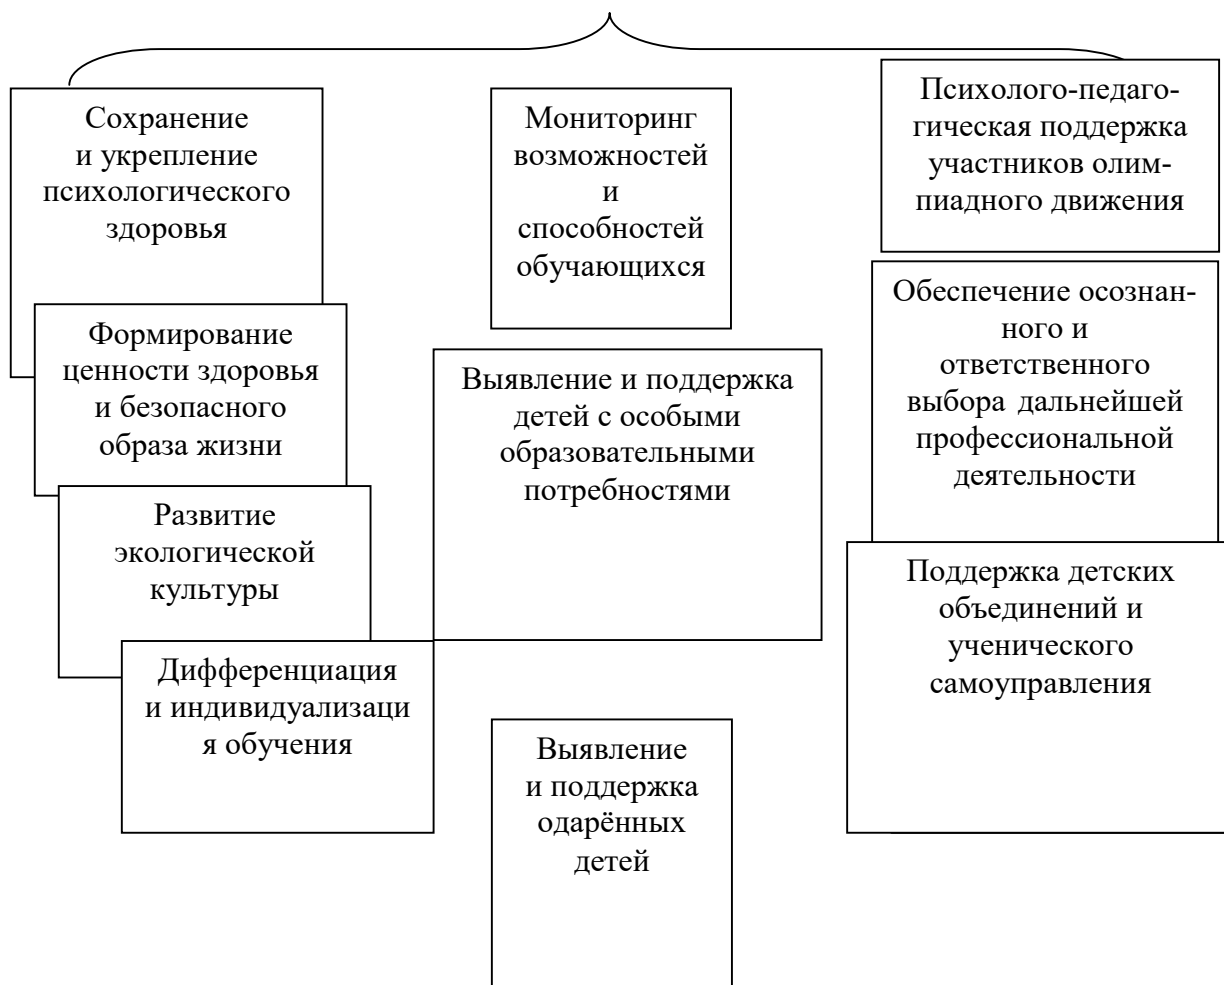 Сохранение
и укрепление
психологического
здоровья
Формирование
ценности здоровья
и безопасного
образа жизни
Развитие
экологической
культуры
Дифференциация
и индивидуализаци
я обучения
Мониторинг
возможностей
и
способностей
обучающихся
Выявление и поддержка
детей с особыми
образовательными
потребностями
Выявление
и поддержка
одарённых
детей
Психолого-педаго-
гическая поддержка
участников олим-
пиадного движения
Обеспечение осознан-
ного и
ответственного
выбора дальнейшей
профессиональной
деятельности
Поддержка детских
объединений и
ученического
самоуправления